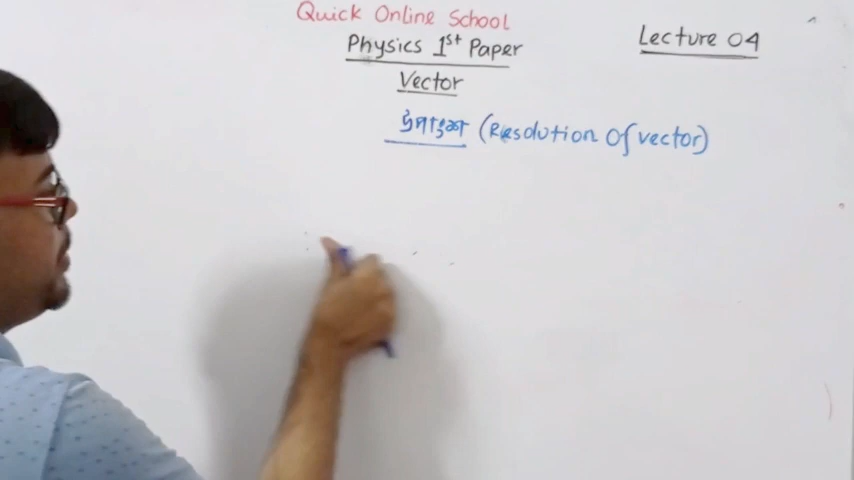 Quick Online School
Physics 1st Paper
Lecture 04
Vector
(Resolution Of vector)